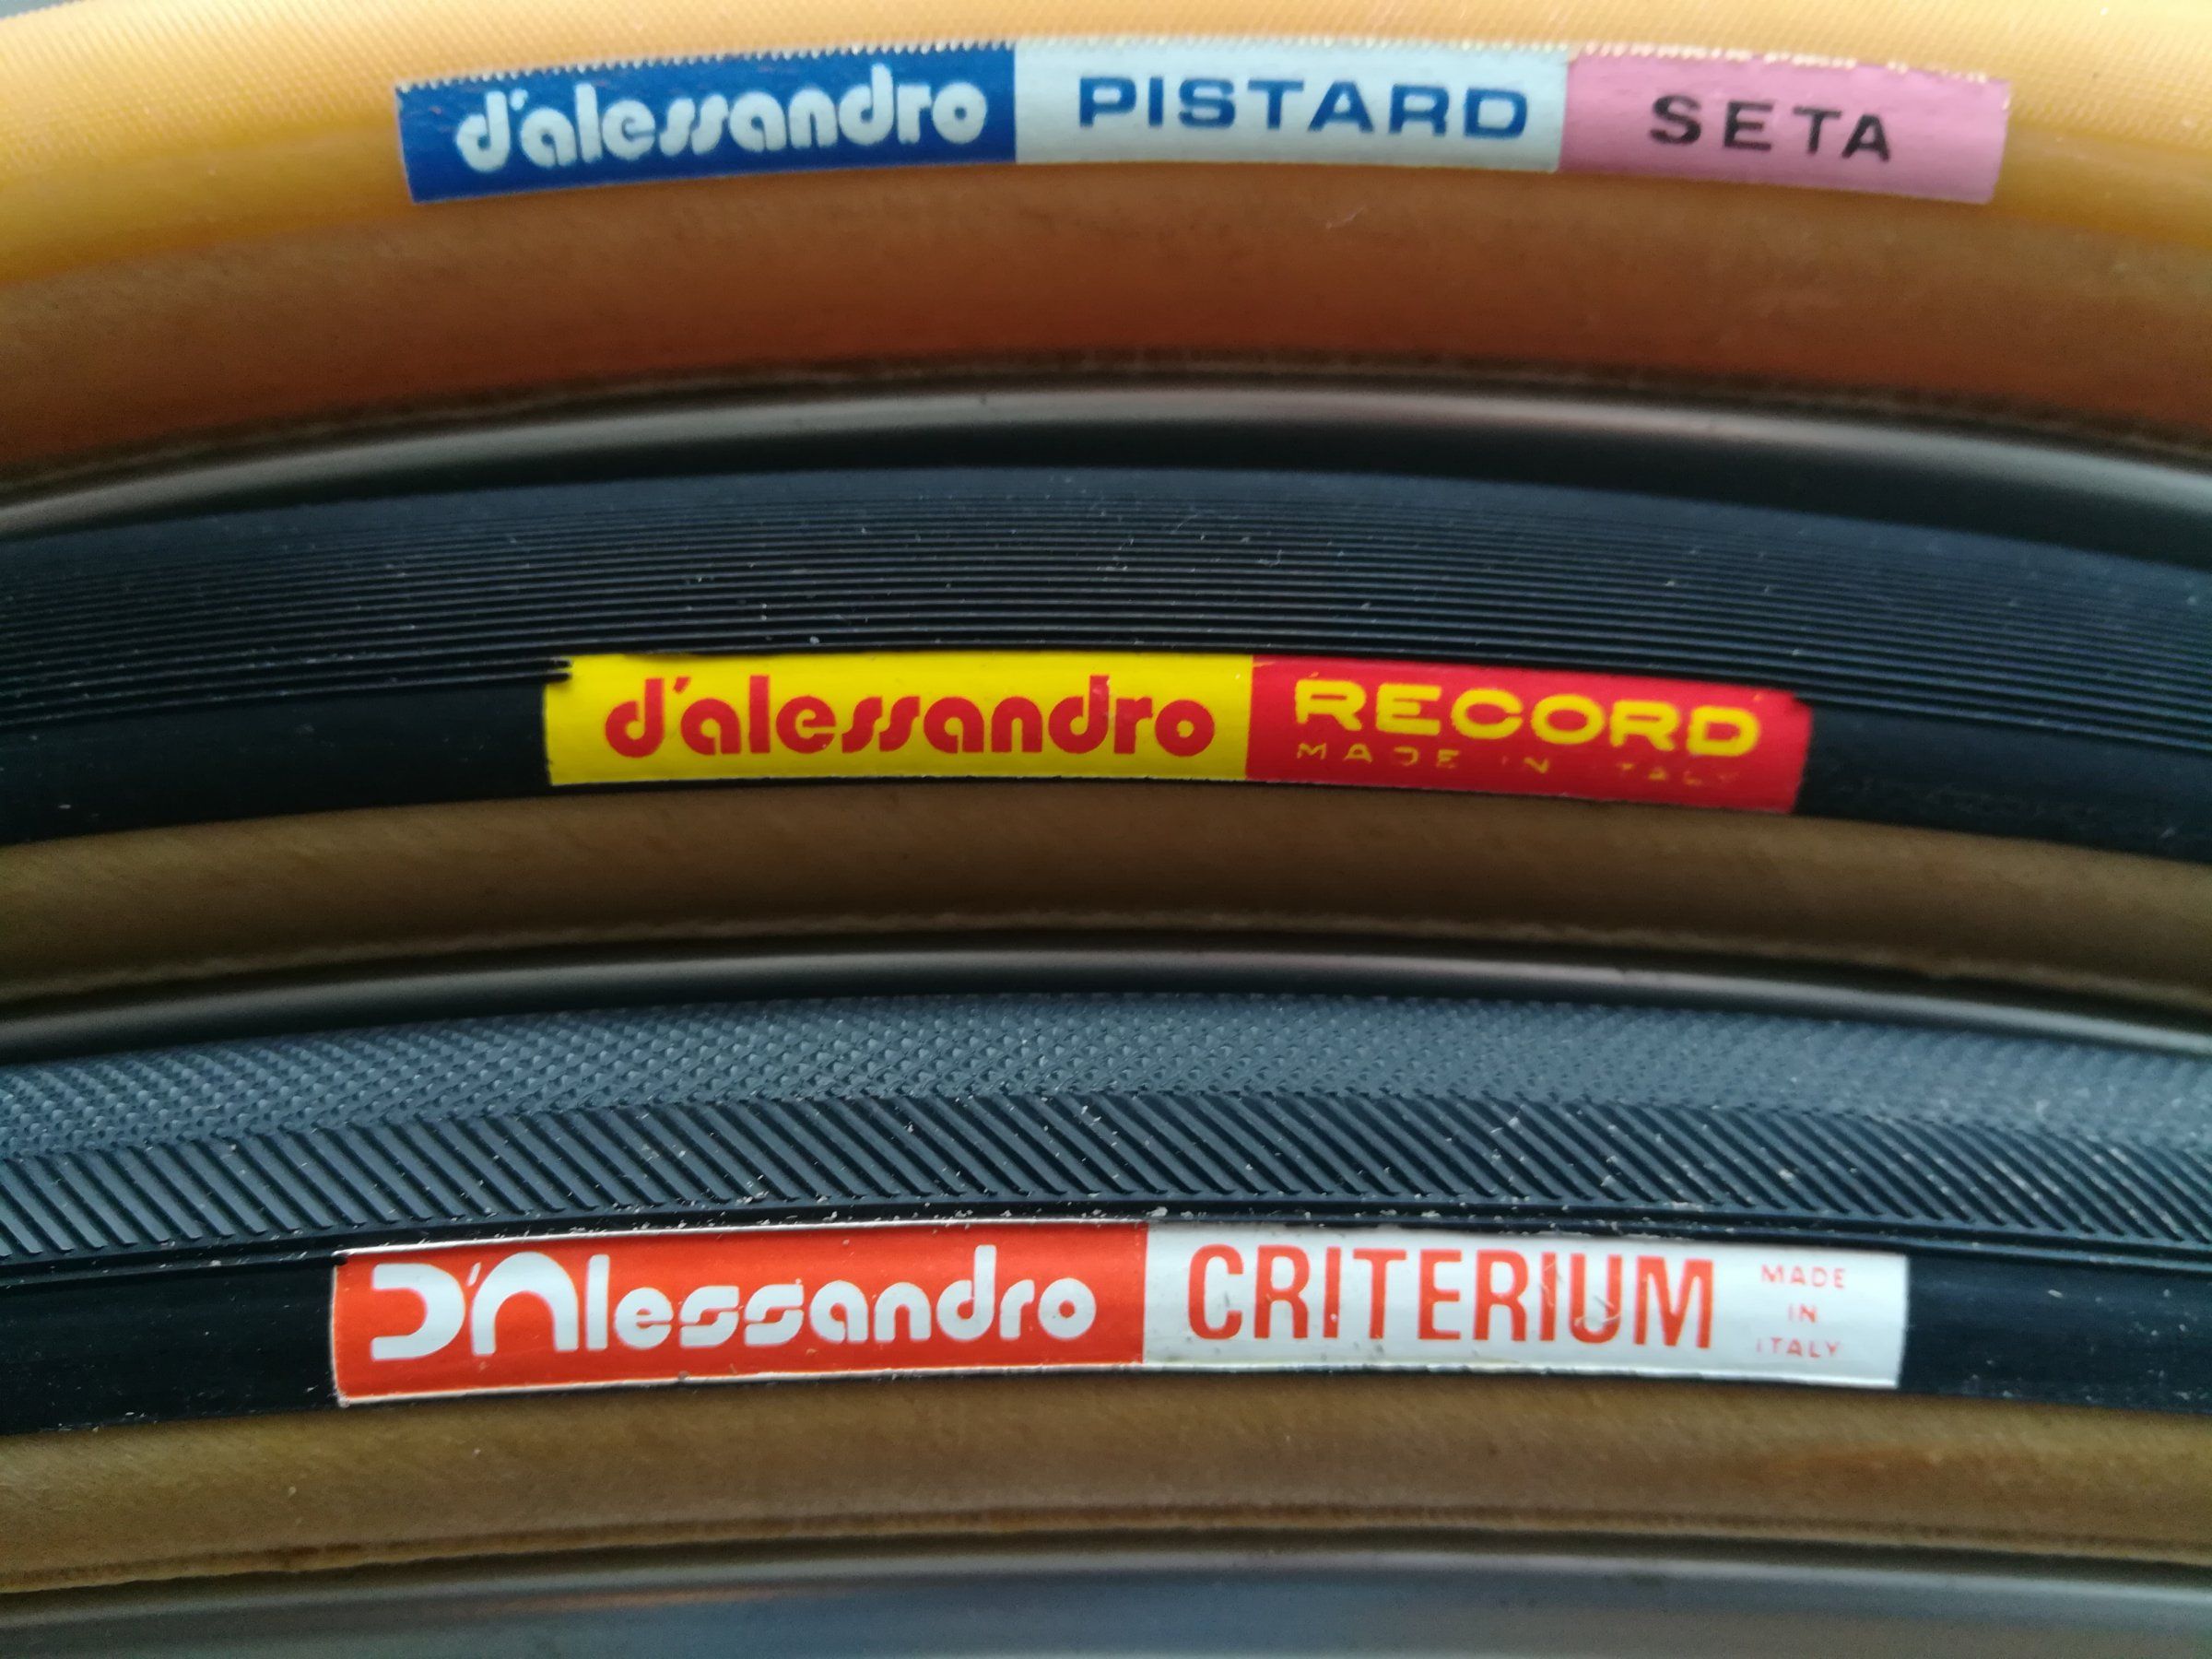 d'alessandro PISTARD SETA
d'alessandro RECORD
MADE IN ITALY
D'Alessandro CRITERIUM
MADE
IN
ITALY